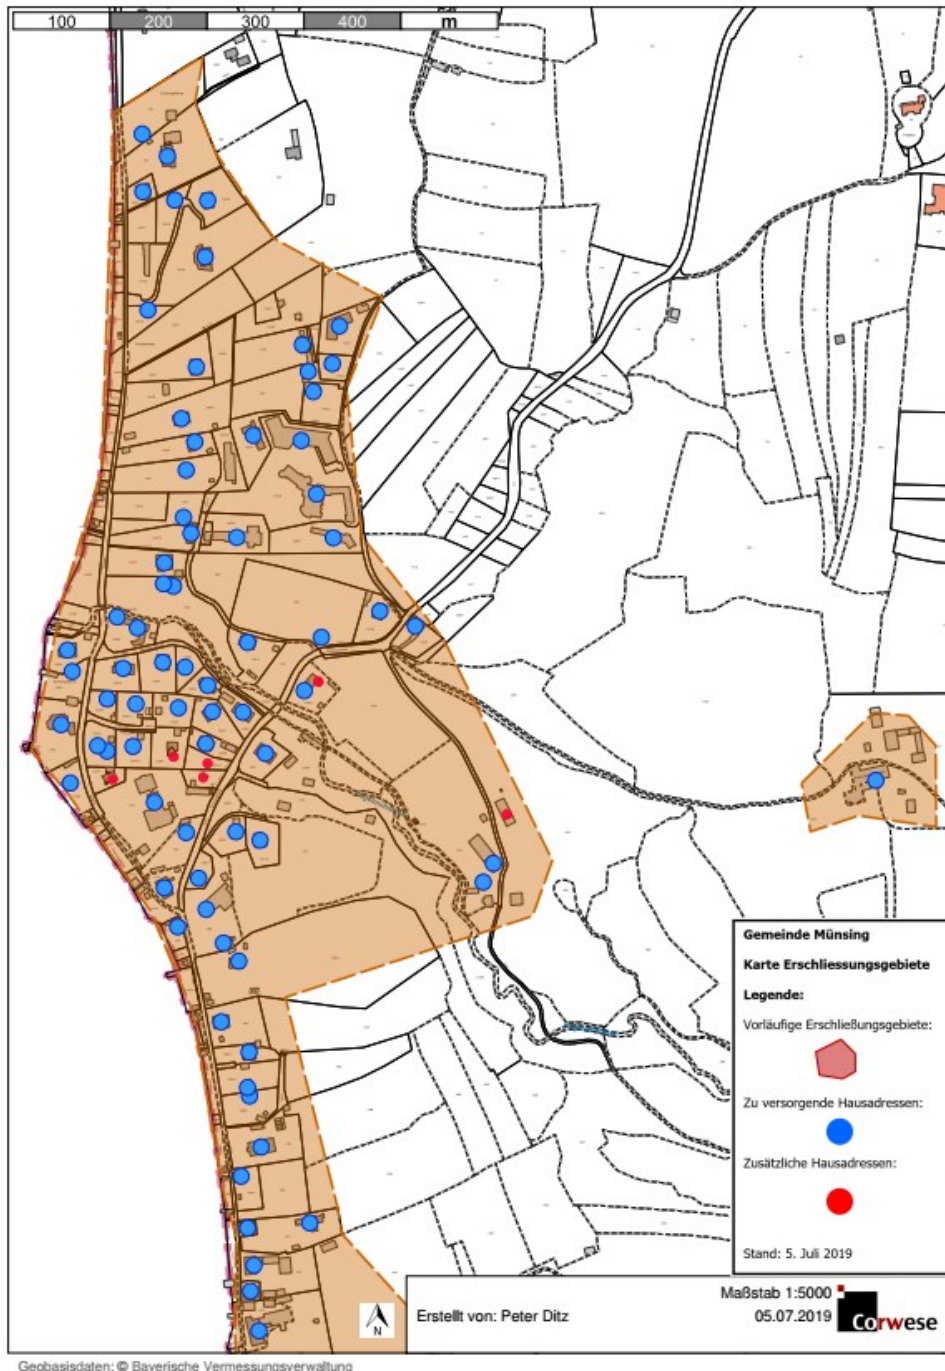 100 200 300 400 m
Gemeinde Münsing
Karte Erschliessungsgebiete
Legende:
Vorläufige Erschließungsgebiete:
Zu versorgende Hausadressen:
Zusätzliche Hausadressen:
Stand: 5. Juli 2019
Maßstab 1:5000
Erstellt von: Peter Ditz
05.07.2019
Corwese
N
Geobasisdaten: © Bayerische Vermessungsverwaltung